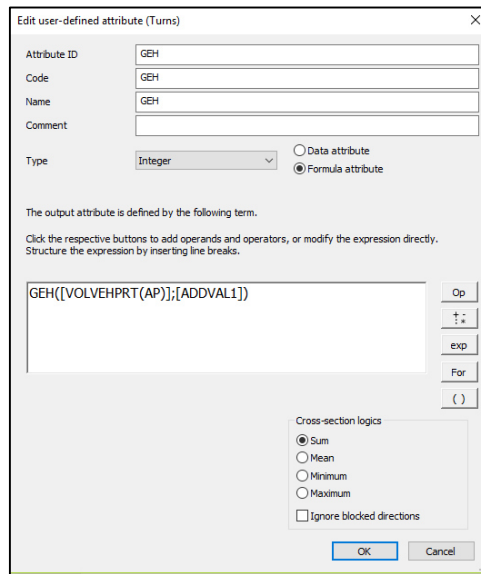 Edit user-defined attribute (Turns)
Attribute ID GEH
Code GEH
Name GEH
Comment
Type Integer Data attribute
Formula attribute
The output attribute is defined by the following term.
Click the respective buttons to add operands and operators, or modify the expression directly.
Structure the expression by inserting line breaks.
GEH([VOLVEHPRT(AP)];[ADDVAL1])
Op
+ -
: *
exp
For
( )
Cross-section logics
Sum
Mean
Minimum
Maximum
Ignore blocked directions
OK Cancel